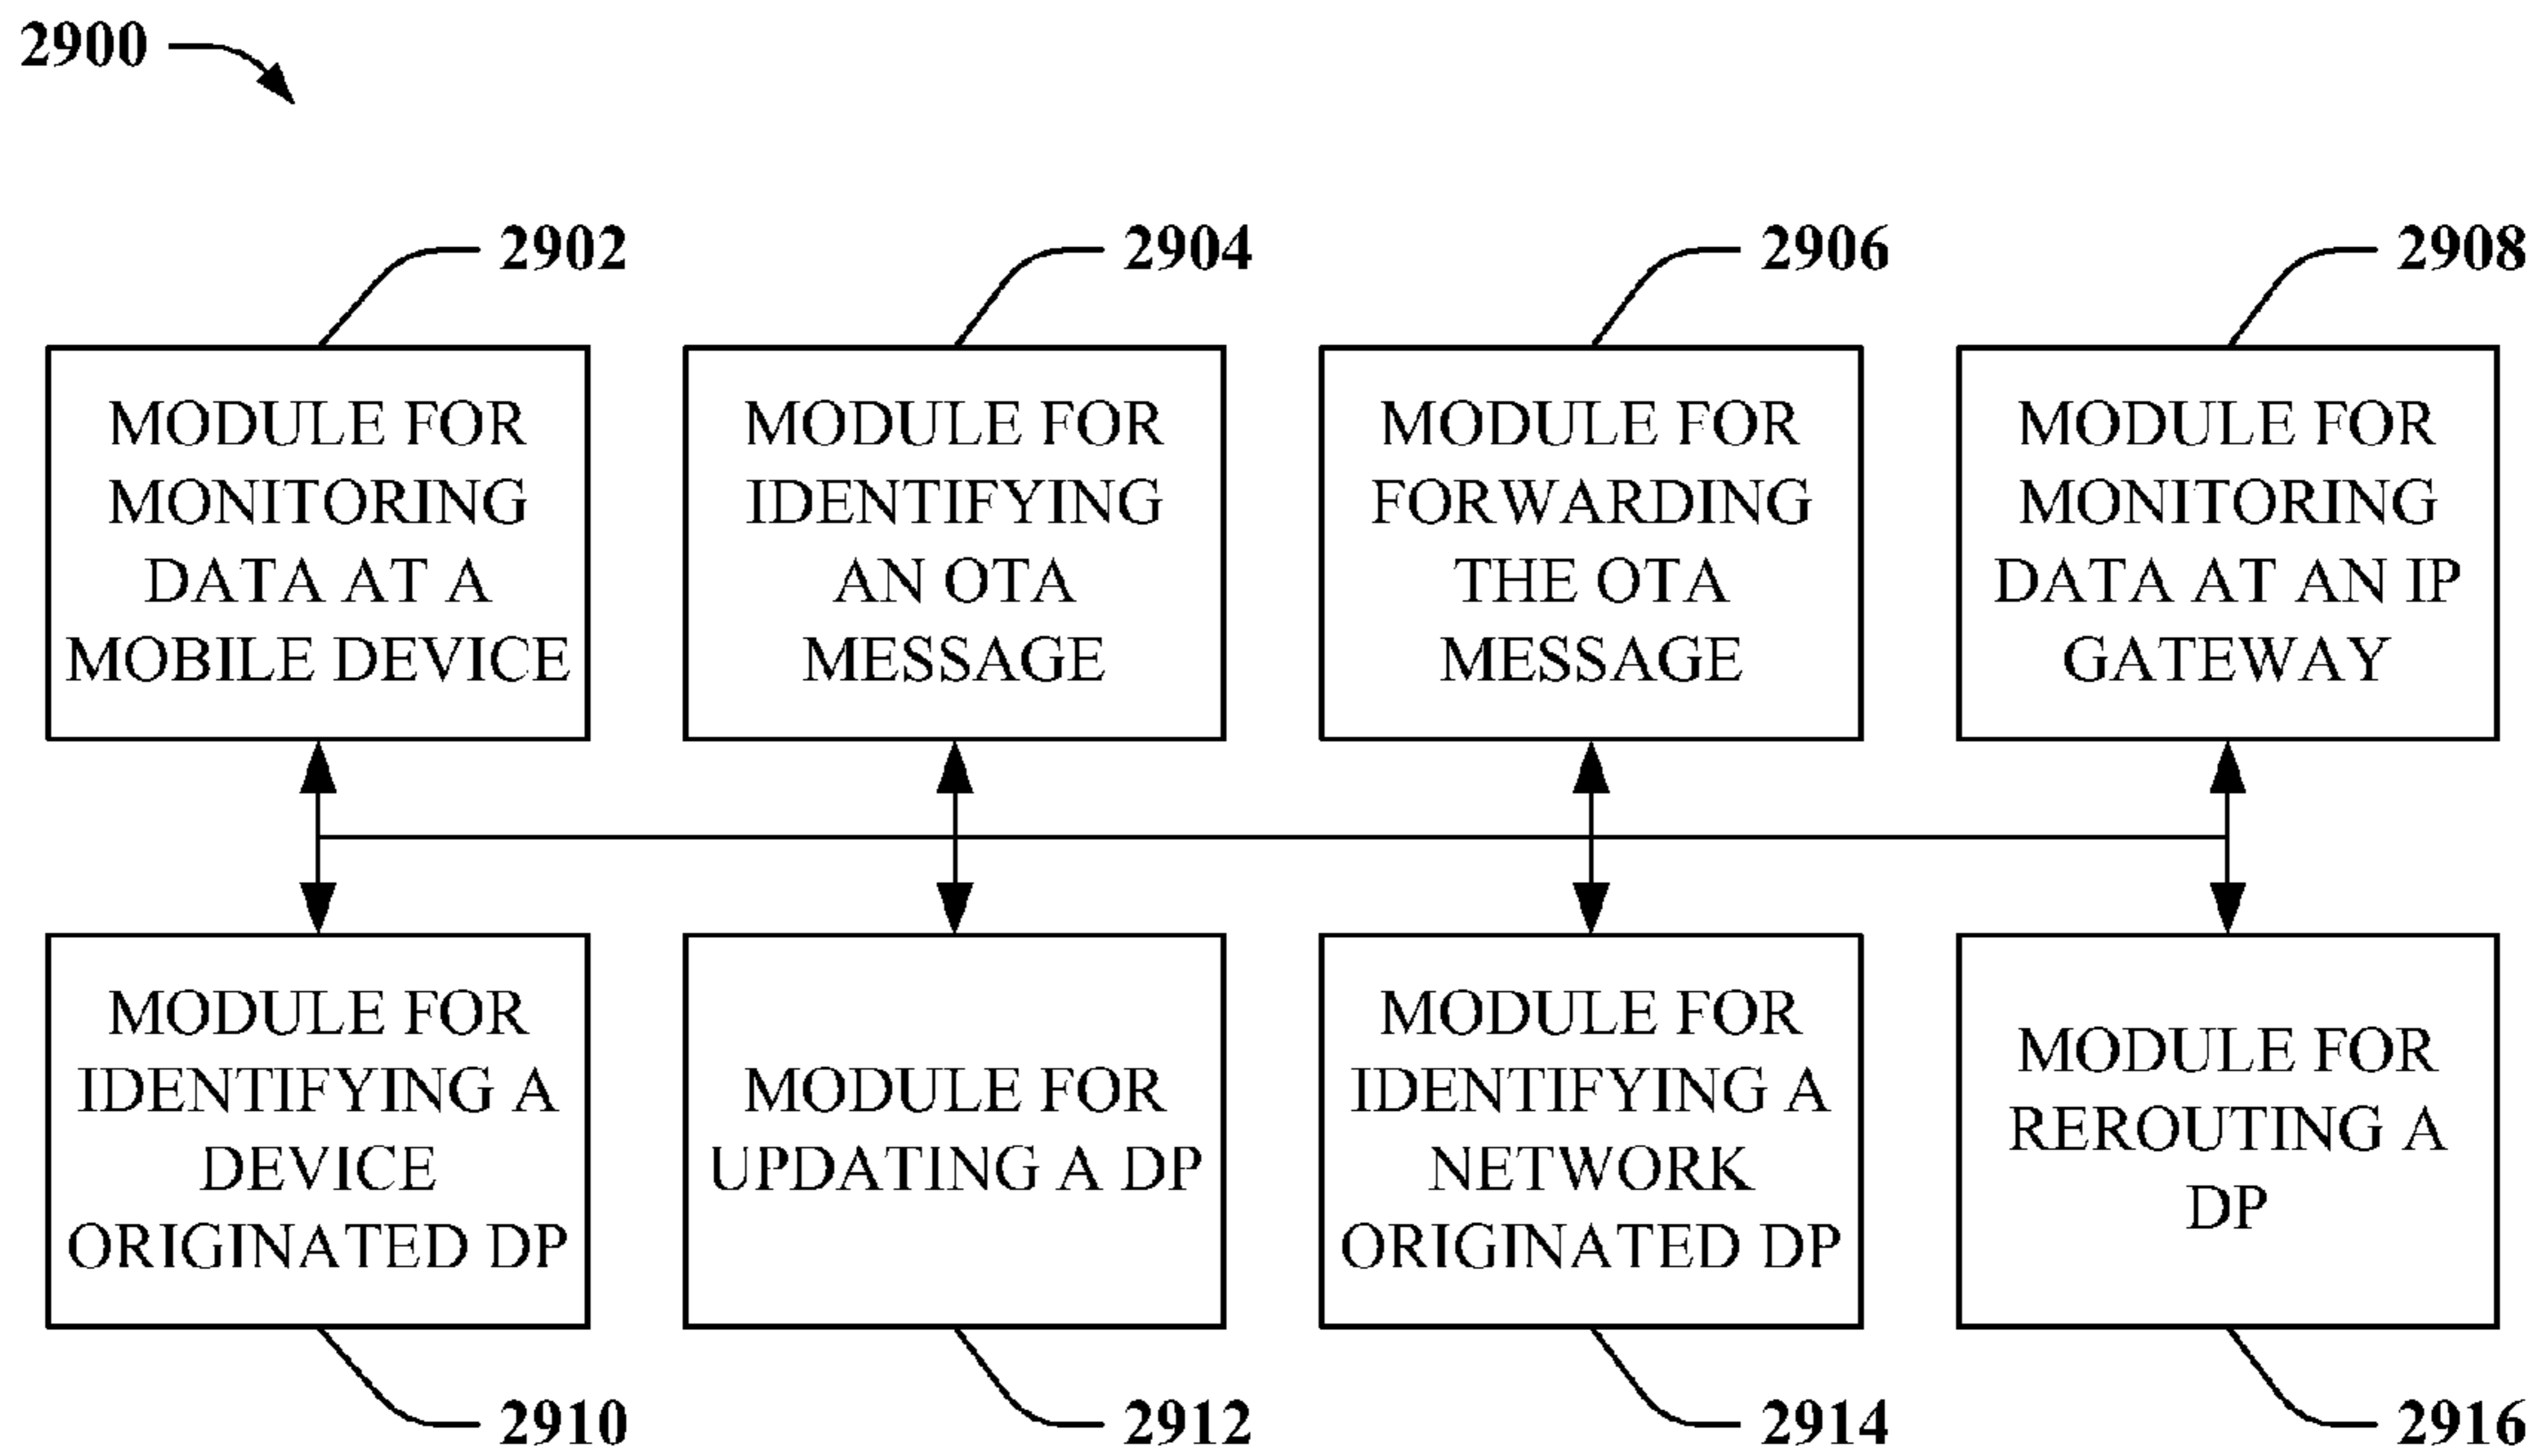 2900
2902
2904
2906
2908
MODULE FOR
MONITORING
DATA AT A
MOBILE DEVICE
MODULE FOR
IDENTIFYING
AN OTA
MESSAGE
MODULE FOR
FORWARDING
THE OTA
MESSAGE
MODULE FOR
MONITORING
DATA AT AN IP
GATEWAY
MODULE FOR
IDENTIFYING A
DEVICE
ORIGINATED DP
MODULE FOR
UPDATING A DP
MODULE FOR
IDENTIFYING A
NETWORK
ORIGINATED DP
MODULE FOR
REROUTING A
DP
2910
2912
2914
2916